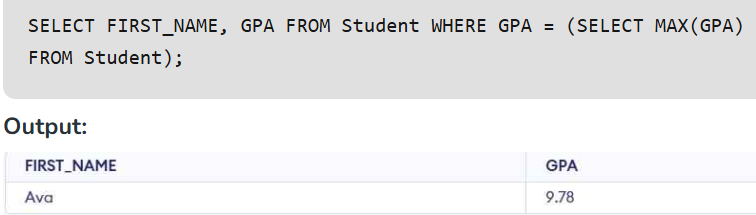 SELECT FIRST_NAME, GPA FROM Student WHERE GPA = (SELECT MAX(GPA)
FROM Student);
Output:
FIRST_NAME GPA
Ava 9.78